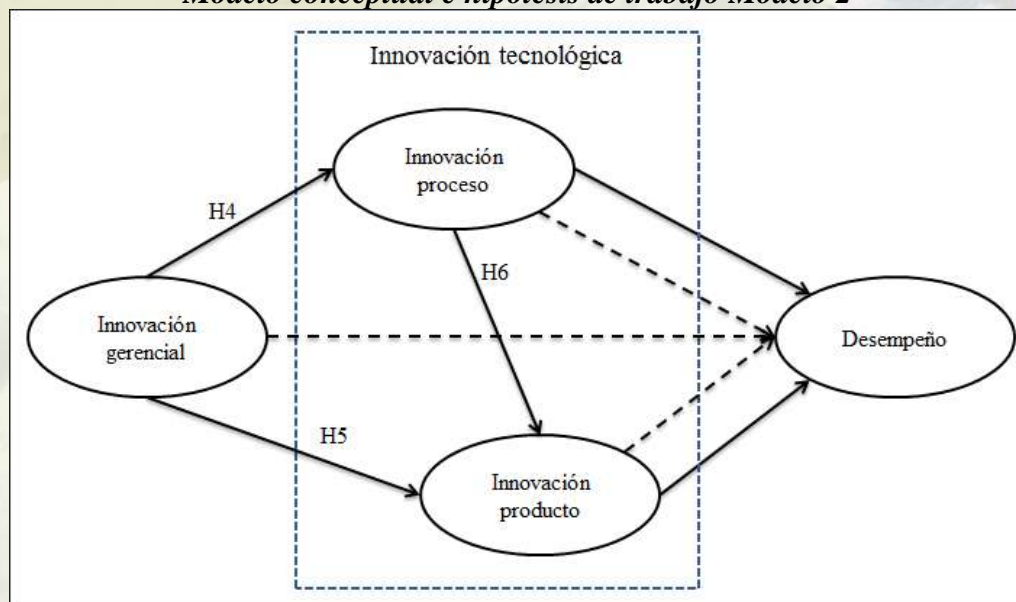 Modelo conceptual e hipótesis de trabajo Modelo 2
Innovación tecnológica
Innovación
proceso
H4
H6
Innovación
gerencial
Desempeño
H5
Innovación
producto